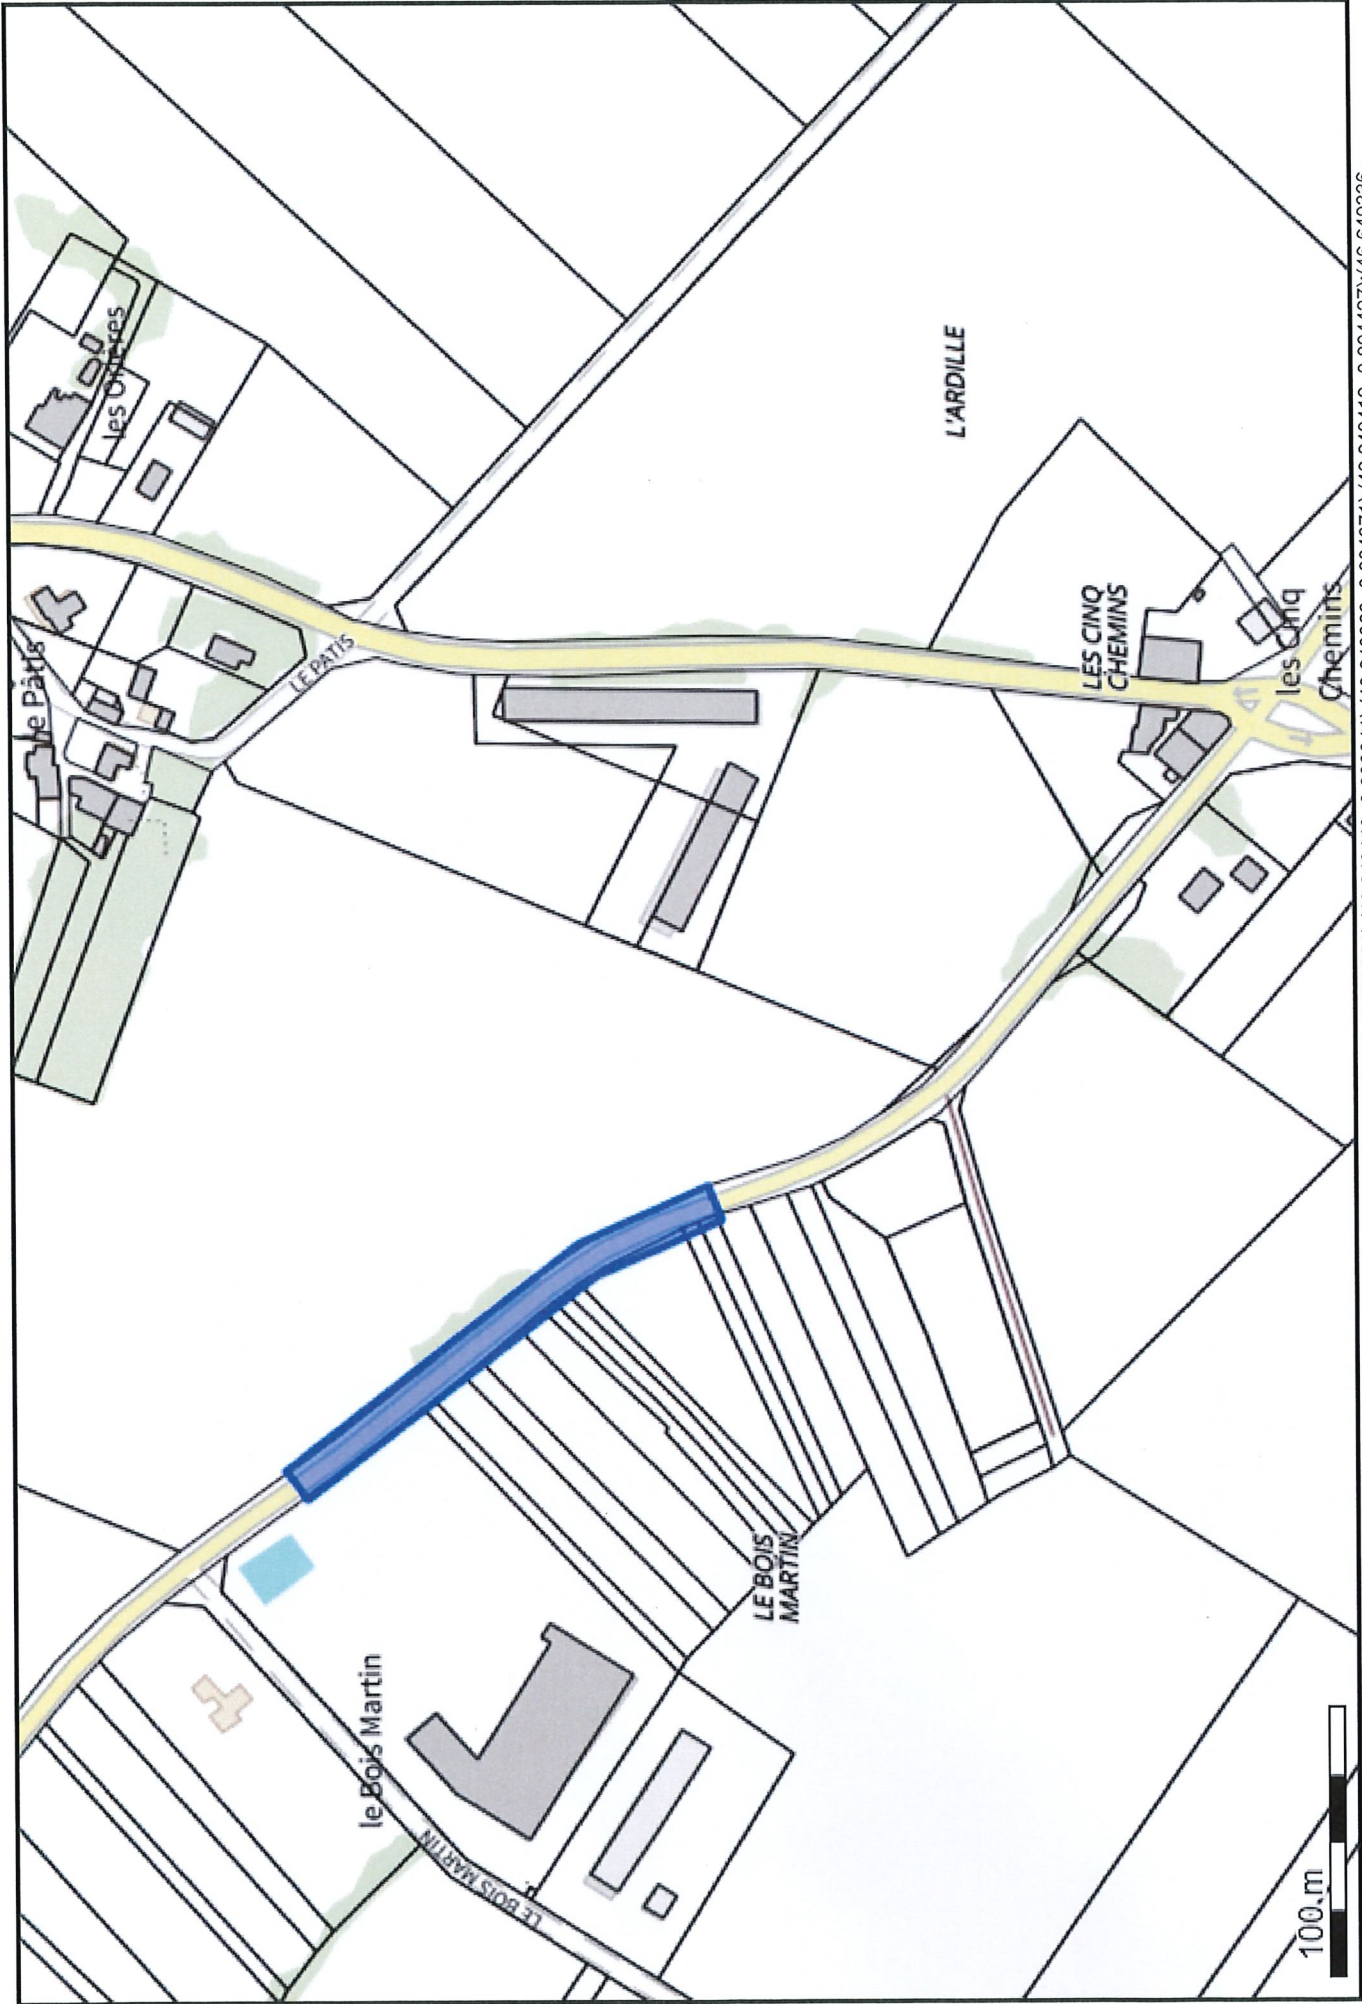 le Pâtis
les Orières
LE PATIS
L'ARDILLE
LES CINQ
CHEMINS
les Cinq
Chemins
LE BOIS
MARTIN
le Bois Martin
LE BOIS MARTIN
100 m